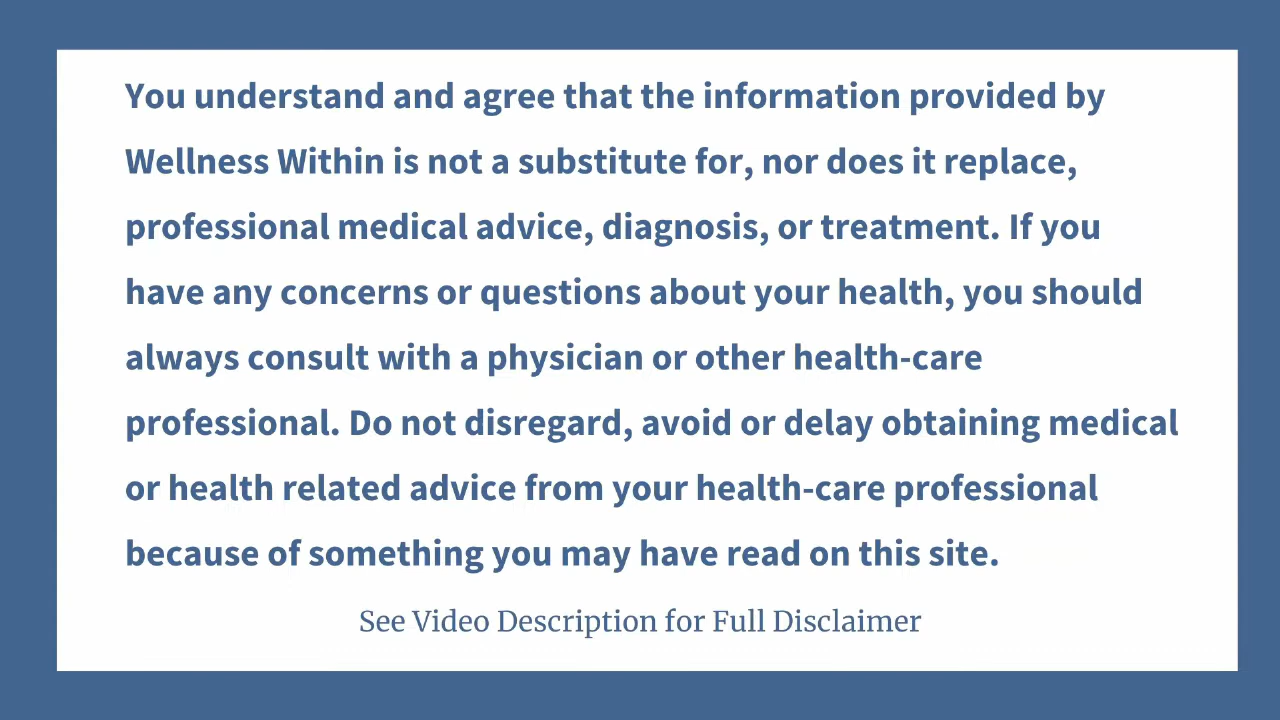 You understand and agree that the information provided by
Wellness Within is not a substitute for, nor does it replace,
professional medical advice, diagnosis, or treatment. If you
have any concerns or questions about your health, you should
always consult with a physician or other health-care
professional. Do not disregard, avoid or delay obtaining medical
or health related advice from your health-care professional
because of something you may have read on this site.
See Video Description for Full Disclaimer